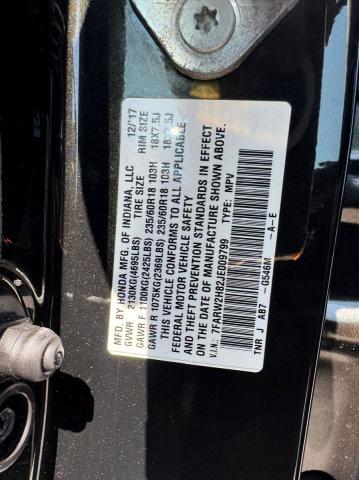 MFD. BY HONDA MFG. OF INDIANA, LLC 12/'17
GVWR 2130KG(4695LBS) TIRE SIZE RIM SIZE
GAWR F 1100KG(2425LBS) 235/60R18 103H 18X7.5J
GAWR R 1075KG(2369LBS) 235/60R18 103H 18X7.5J
THIS VEHICLE CONFORMS TO ALL APPLICABLE
FEDERAL MOTOR VEHICLE SAFETY
AND THEFT PREVENTION STANDARDS IN EFFECT
ON THE DATE OF MANUFACTURE SHOWN ABOVE.
V.I.N.: 7FARW2H82JE009799 TYPE: MPV
TNR J AB7 -G546M -A-E